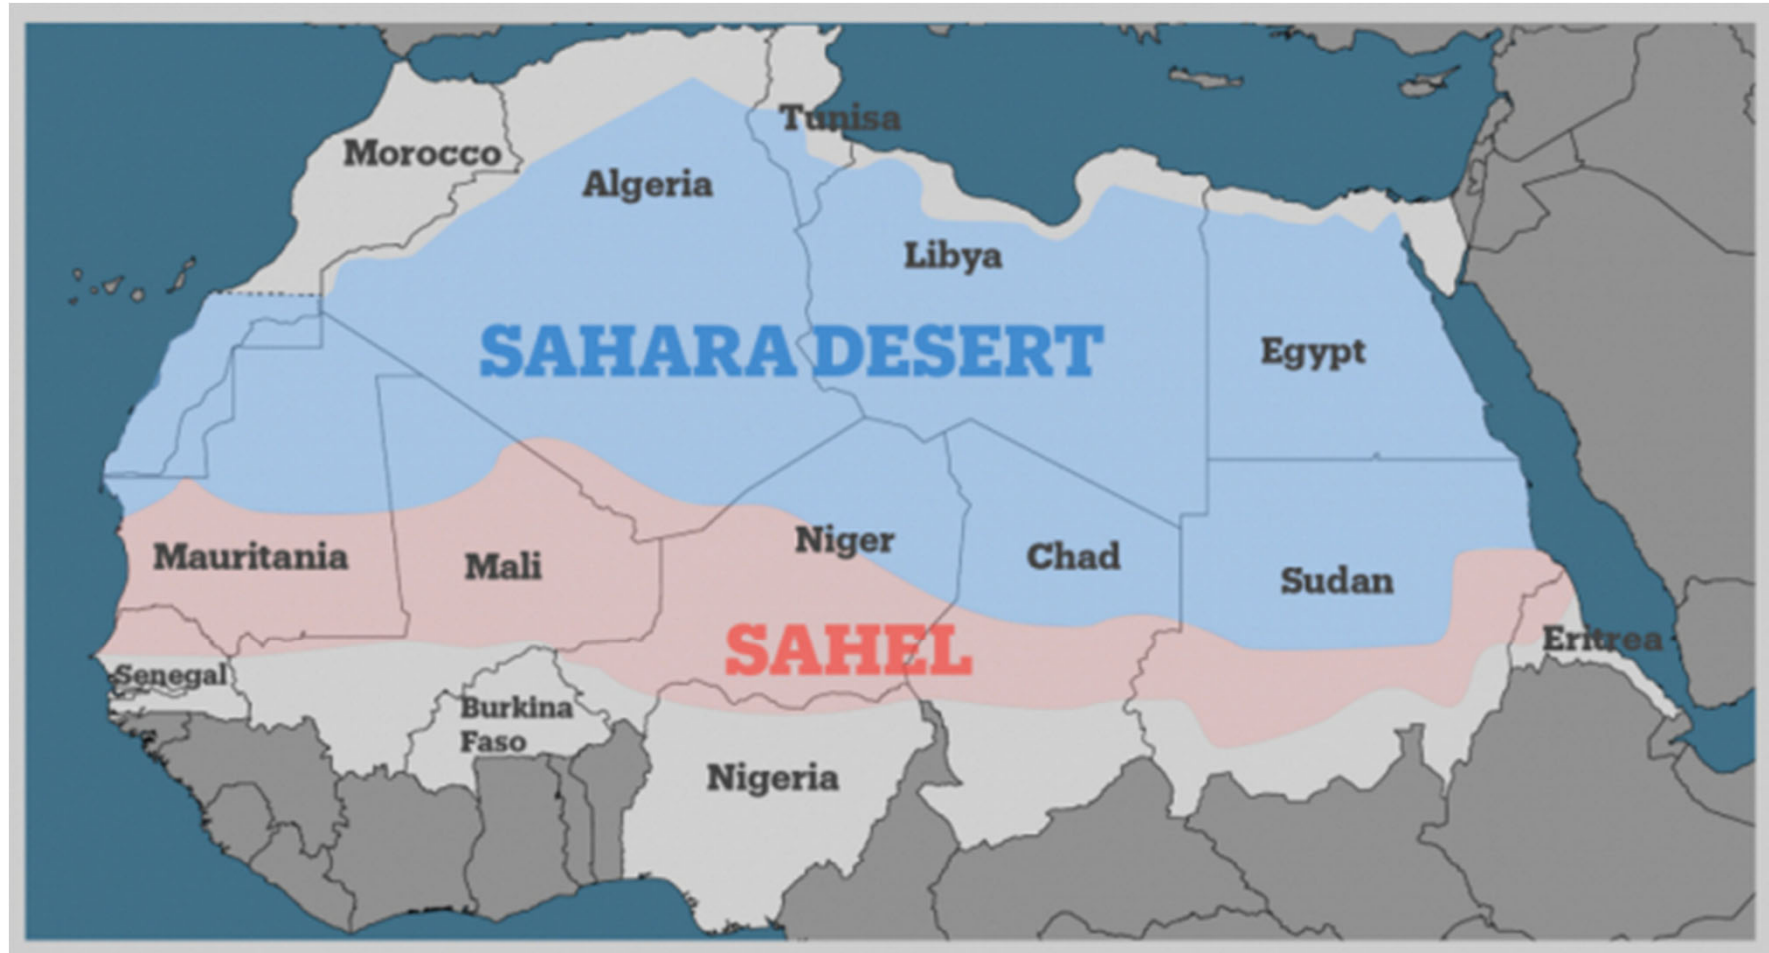 Tunisa
Morocco
Algeria
Libya
SAHARA DESERT
Egypt
Niger
Mauritania
Mali
Chad
Sudan
SAHEL
Eritrea
Senegal
Burkina
Faso
Nigeria